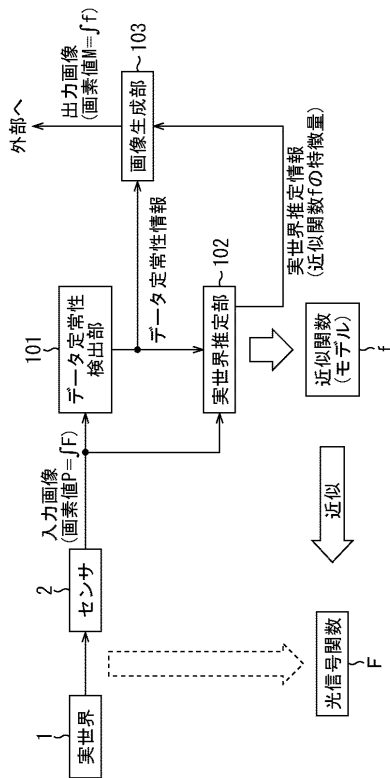 1
実世界
2
センサ
入力画像
(画素値P=∫F)
101
データ定常性
検出部
データ定常性情報
102
実世界推定部
実世界推定情報
(近似関数fの特徴量)
103
画像生成部
出力画像
(画素値M=∫f)
外部へ
光信号関数
F
近似
近似関数
(モデル)
f